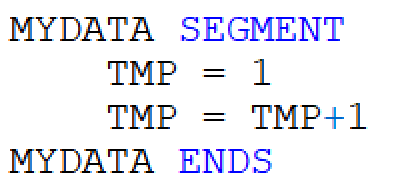 MYDATA SEGMENT
TMP = 1
TMP = TMP+1
MYDATA ENDS